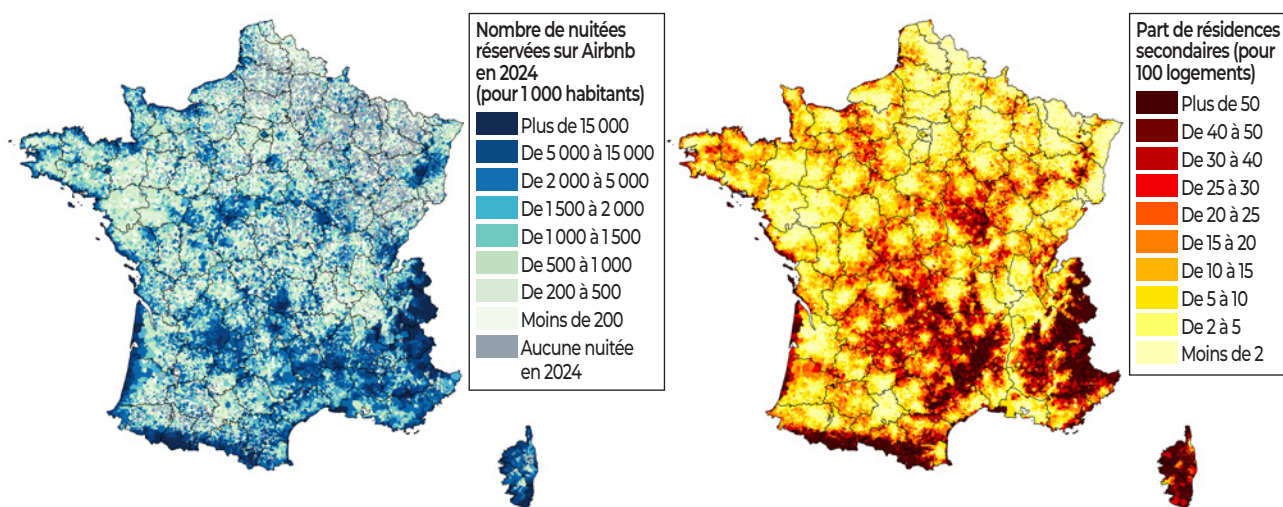 Nombre de nuitées
réservées sur Airbnb
en 2024
(pour 1 000 habitants)
Plus de 15 000
De 5 000 à 15 000
De 2 000 à 5 000
De 1 500 à 2 000
De 1 000 à 1 500
De 500 à 1 000
De 200 à 500
Moins de 200
Aucune nuitée
en 2024
Part de résidences
secondaires (pour
100 logements)
Plus de 50
De 40 à 50
De 30 à 40
De 25 à 30
De 20 à 25
De 15 à 20
De 10 à 15
De 5 à 10
De 2 à 5
Moins de 2